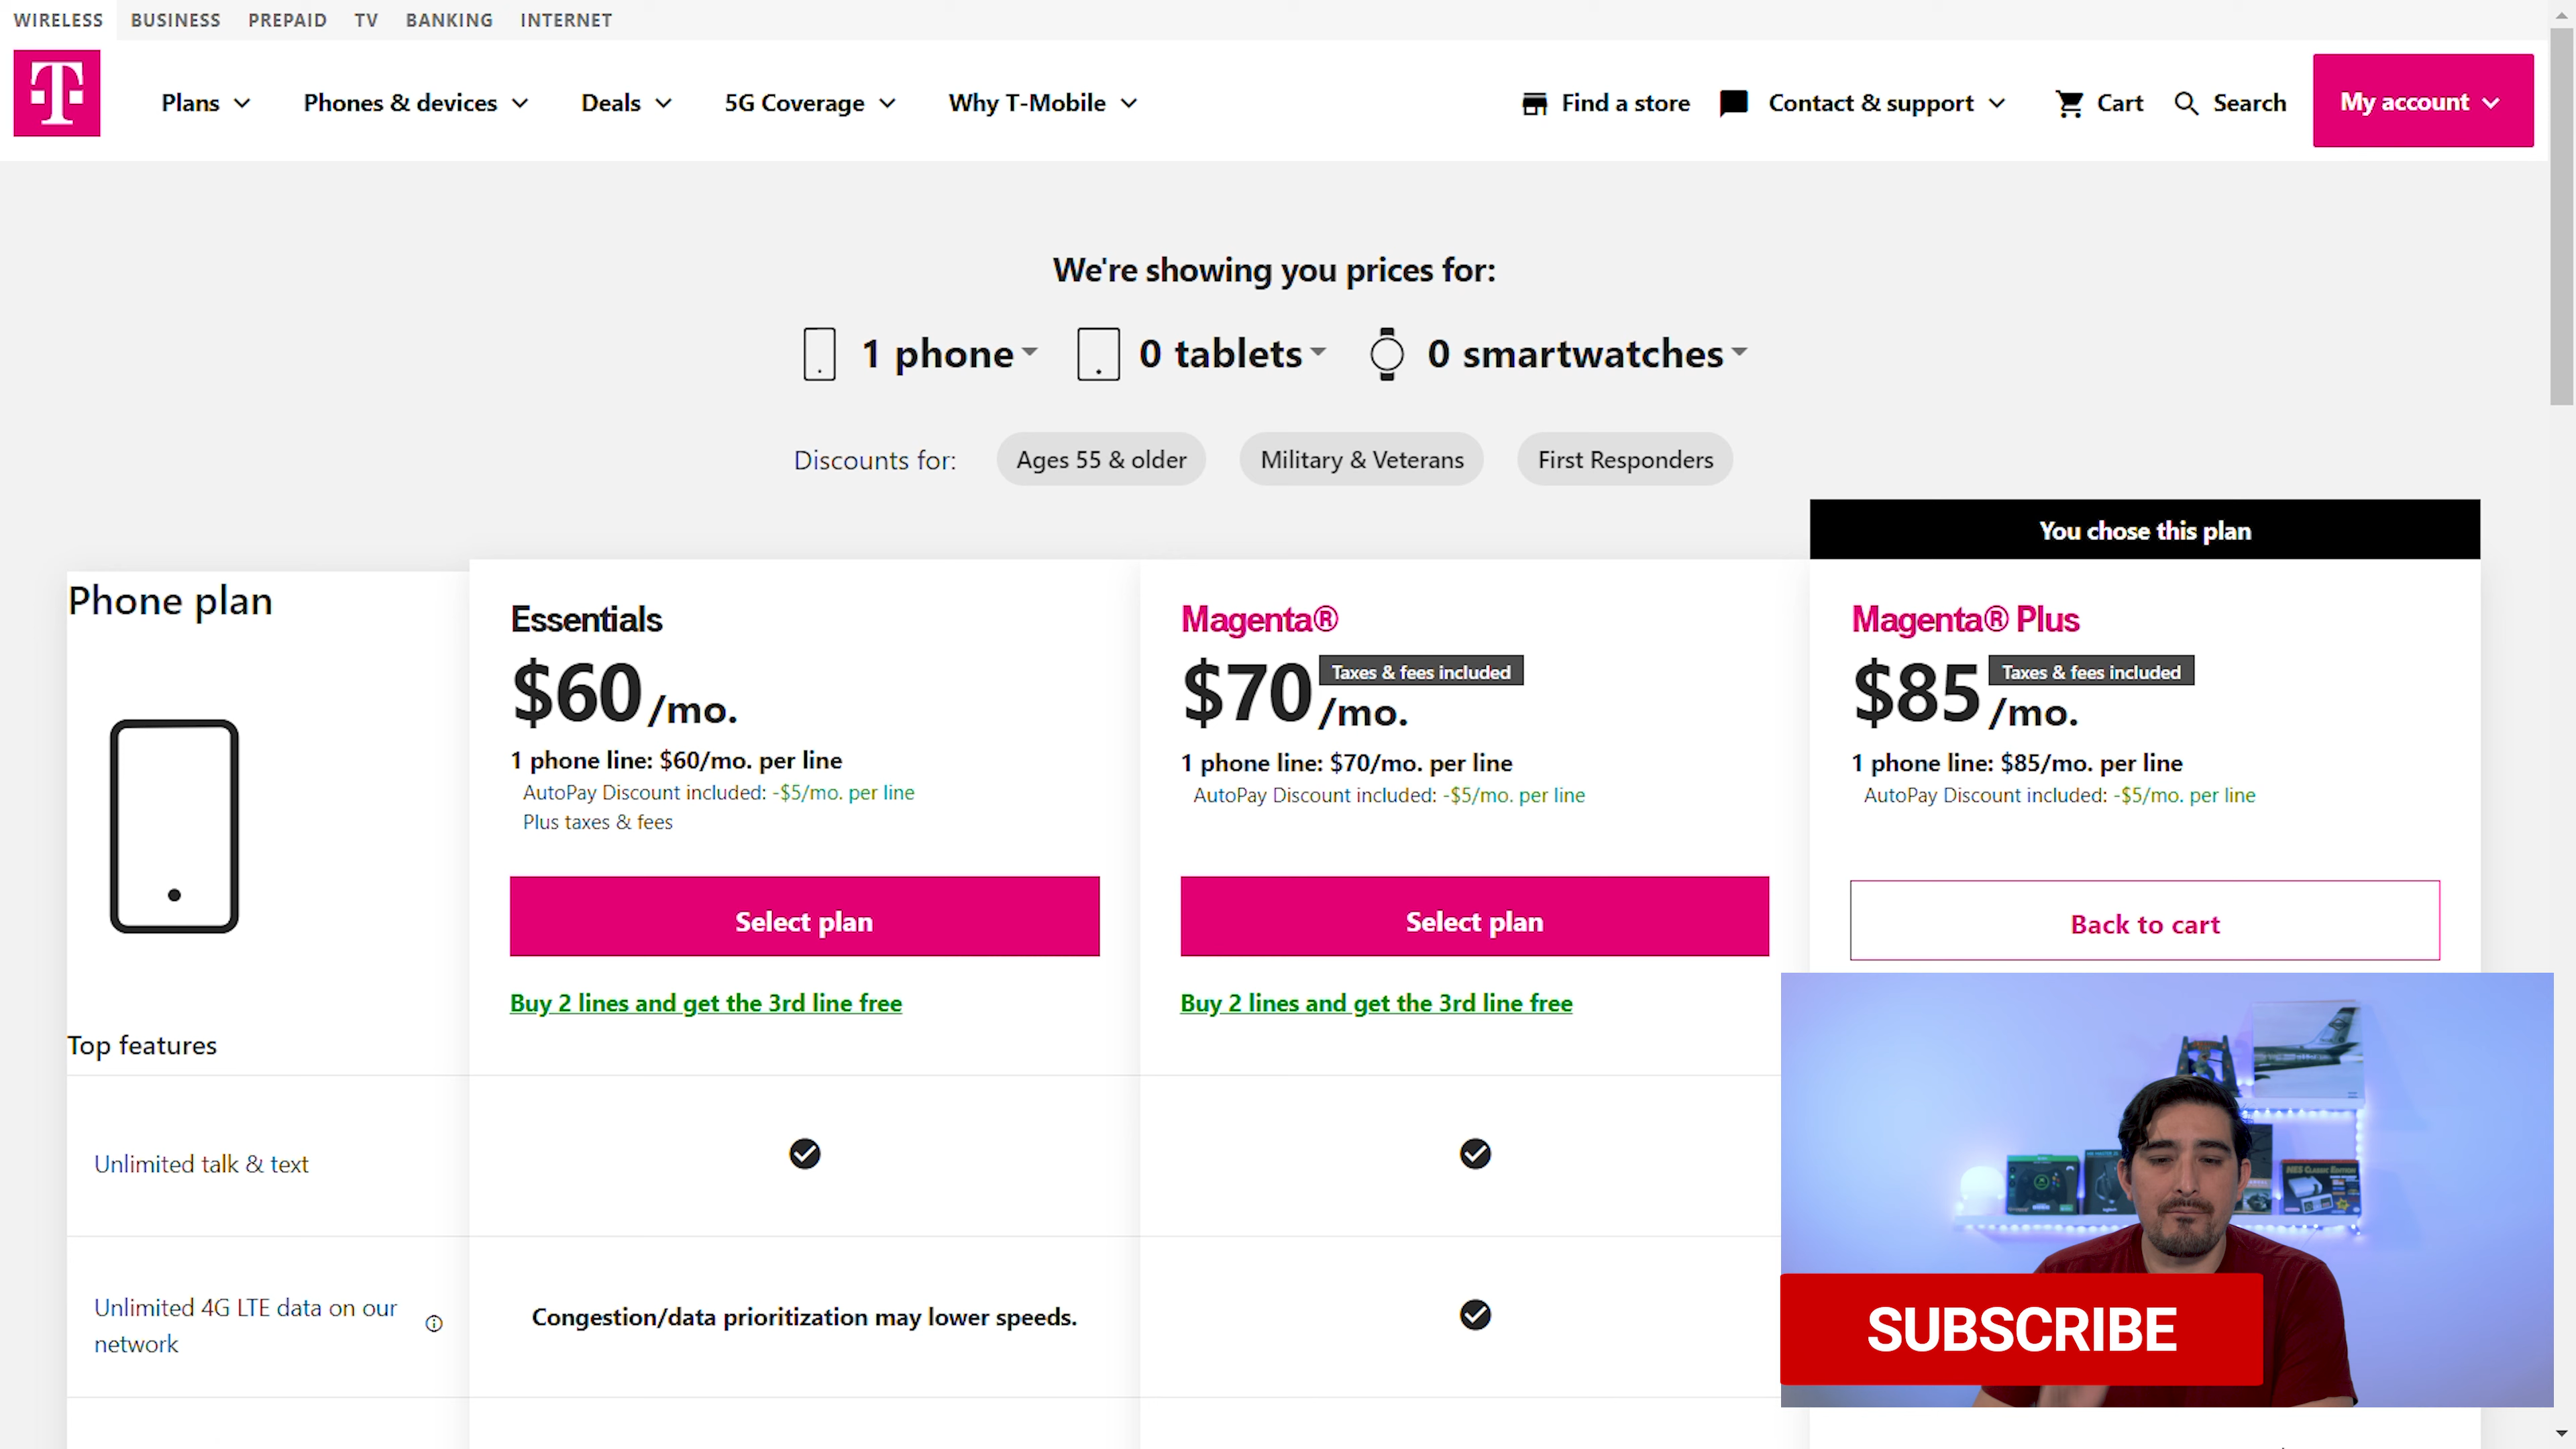 WIRELESS BUSINESS PREPAID TV BANKING INTERNET
T Plans Phones & devices Deals 5G Coverage Why T-Mobile Find a store Contact & support Cart Search My account
We're showing you prices for:
1 phone 0 tablets 0 smartwatches
Discounts for: Ages 55 & older Military & Veterans First Responders
You chose this plan
Phone plan
Essentials
$60 /mo.
1 phone line: $60/mo. per line
AutoPay Discount included: -$5/mo. per line
Plus taxes & fees
Select plan
Buy 2 lines and get the 3rd line free
Magenta®
$70 /mo.
Taxes & fees included
1 phone line: $70/mo. per line
AutoPay Discount included: -$5/mo. per line
Select plan
Buy 2 lines and get the 3rd line free
Magenta® Plus
$85 /mo.
Taxes & fees included
1 phone line: $85/mo. per line
AutoPay Discount included: -$5/mo. per line
Back to cart
Top features
Unlimited talk & text
Unlimited 4G LTE data on our
network
Congestion/data prioritization may lower speeds.
NES CLASSIC EDITION
SUBSCRIBE